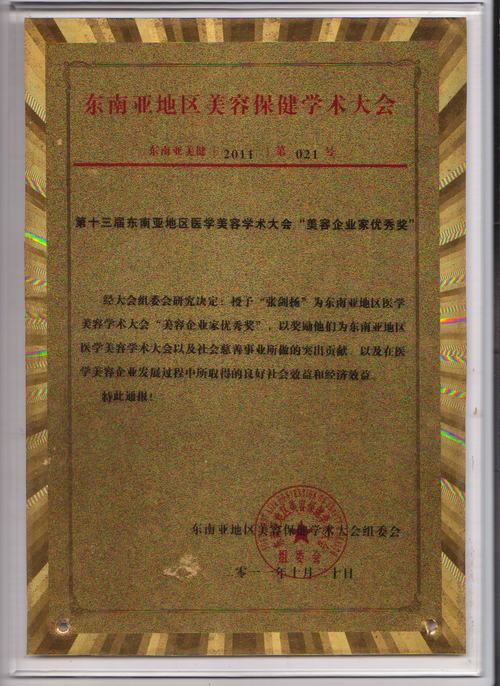 东南亚地区美容保健学术大会
东南亚美健［2011］第 021 号
第十三届东南亚地区医学美容学术大会“美容企业家优秀奖”
经大会组委会研究决定：授予“张剑扬”为东南亚地区医学
美容学术大会“美容企业家优秀奖”，以奖励他们为东南亚地区
医学美容学术大会以及社会慈善事业所做的突出贡献，以及在医
学美容企业发展过程中所取得的良好社会效益和经济效益。
特此通报！
东南亚地区美容保健学术大会组委会
组委会
零一一年十月二十日